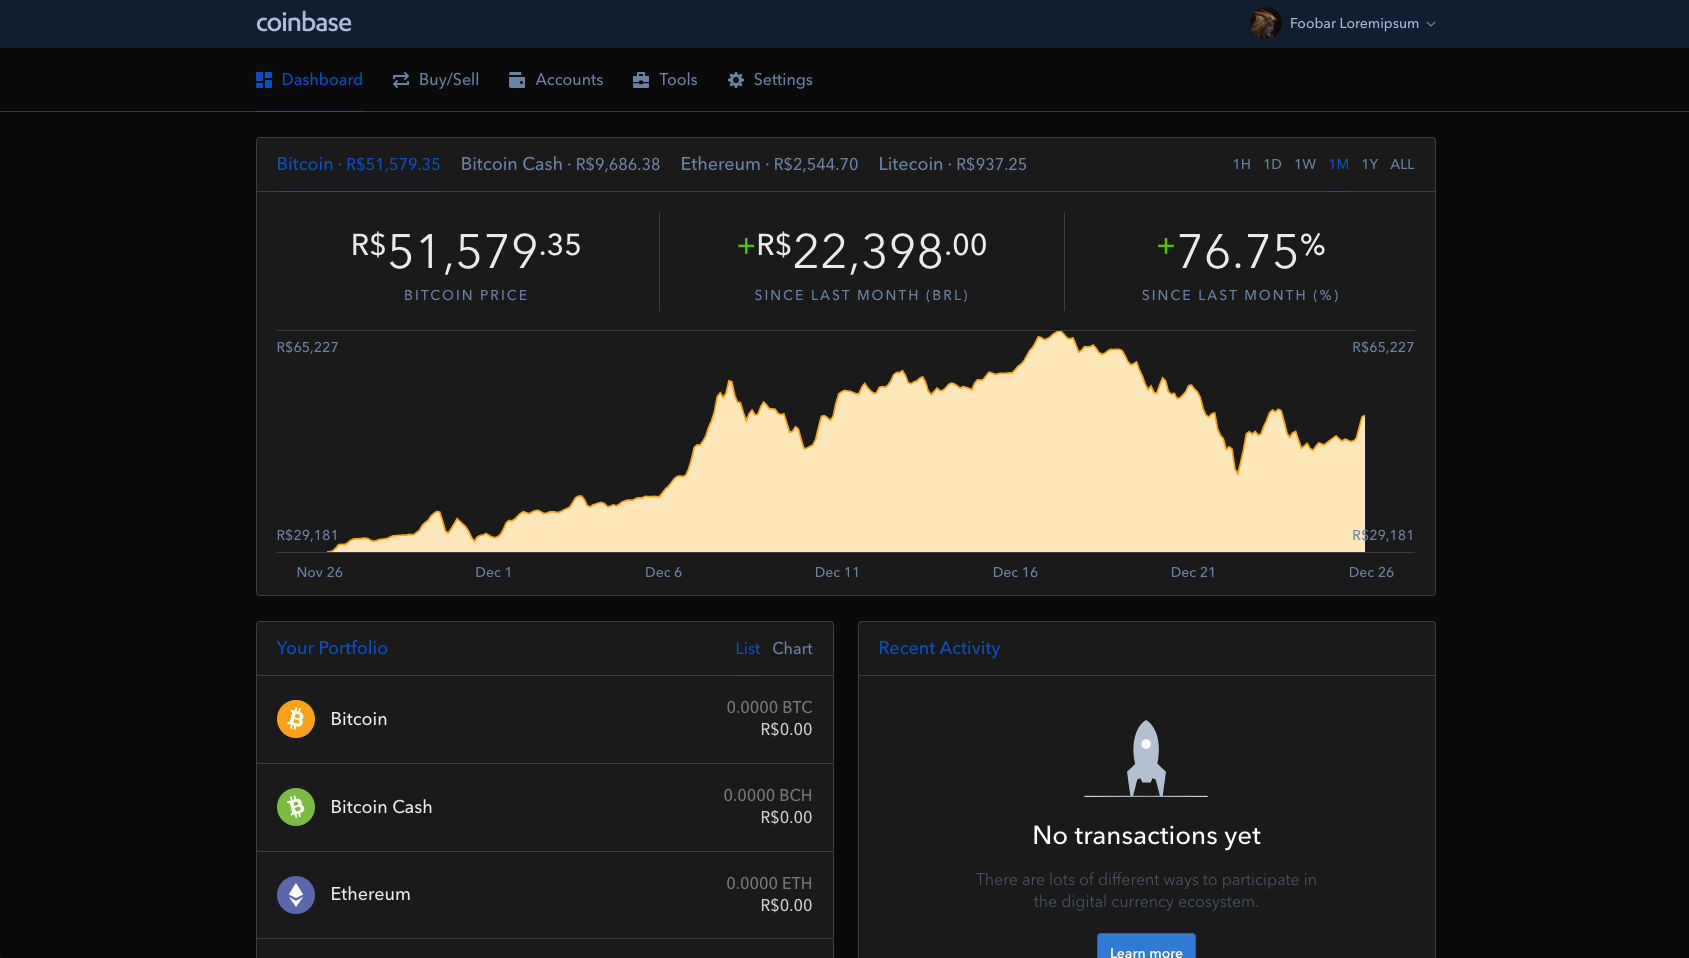 coinbase
Foobar Loremipsum
Dashboard Buy/Sell Accounts Tools Settings
Bitcoin · R$51,579.35 Bitcoin Cash · R$9,686.38 Ethereum · R$2,544.70 Litecoin · R$937.25 1H 1D 1W 1M 1Y ALL
R$51,579.35
BITCOIN PRICE
+R$22,398.00
SINCE LAST MONTH (BRL)
+76.75%
SINCE LAST MONTH (%)
R$65,227 R$65,227
R$29,181 R$29,181
Nov 26 Dec 1 Dec 6 Dec 11 Dec 16 Dec 21 Dec 26
Your Portfolio List Chart
Bitcoin
0.0000 BTC
R$0.00
Bitcoin Cash
0.0000 BCH
R$0.00
Ethereum
0.0000 ETH
R$0.00
Recent Activity
No transactions yet
There are lots of different ways to participate in
the digital currency ecosystem.
Learn more